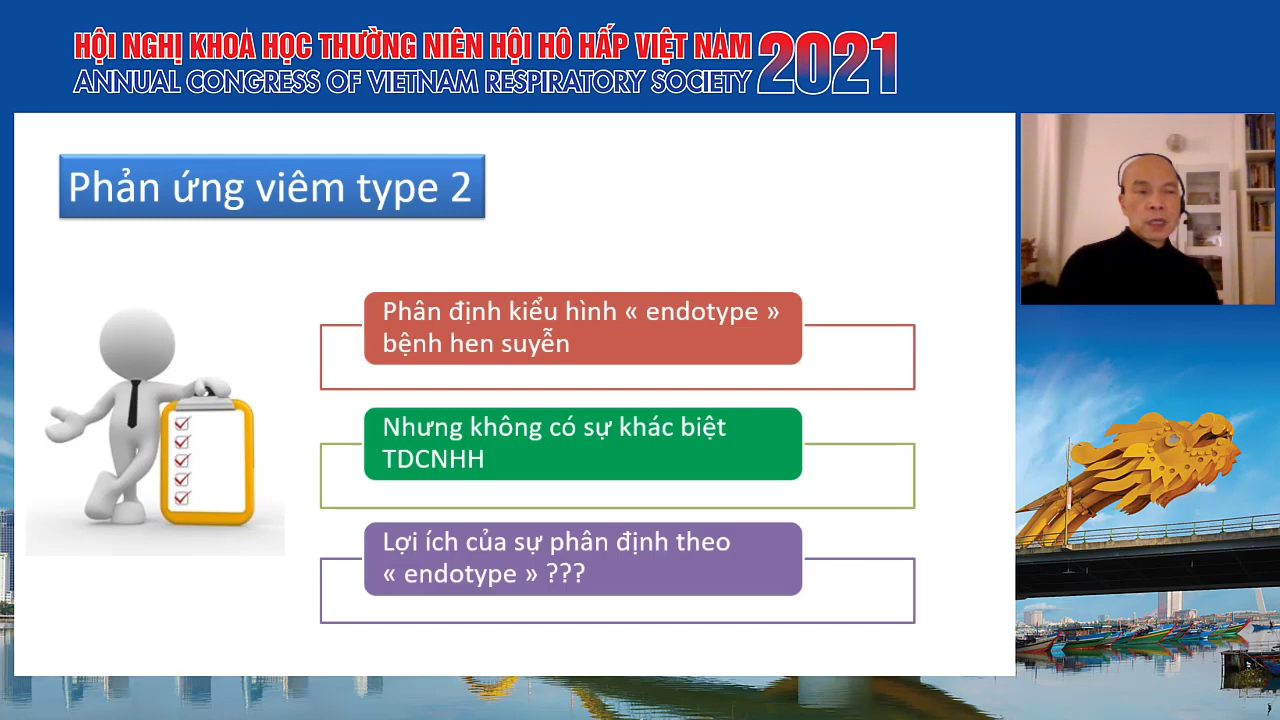 HỘI NGHỊ KHOA HỌC THƯỜNG NIÊN HỘI HÔ HẤP VIỆT NAM 2021
ANNUAL CONGRESS OF VIETNAM RESPIRATORY SOCIETY
Phản ứng viêm type 2
Phân định kiểu hình « endotype »
bệnh hen suyễn
Nhưng không có sự khác biệt
TDCNHH
Lợi ích của sự phân định theo
« endotype » ???